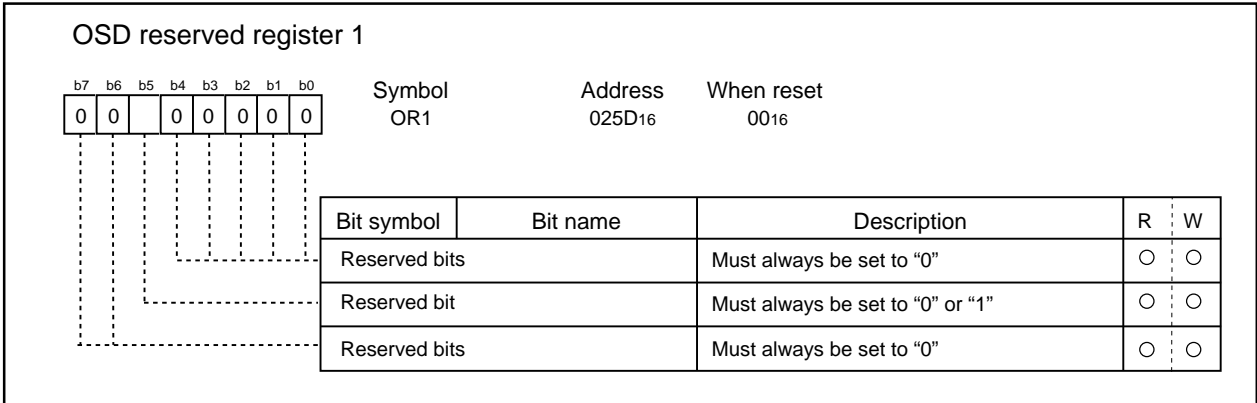 OSD reserved register 1
b7 b6 b5 b4 b3 b2 b1 b0
Symbol Address When reset
0 0 0 0 0 0 0 OR1 025D16 0016
Bit symbol Bit name Description R W
Reserved bits Must always be set to “0” ○ ○
Reserved bit Must always be set to “0” or “1” ○ ○
Reserved bits Must always be set to “0” ○ ○